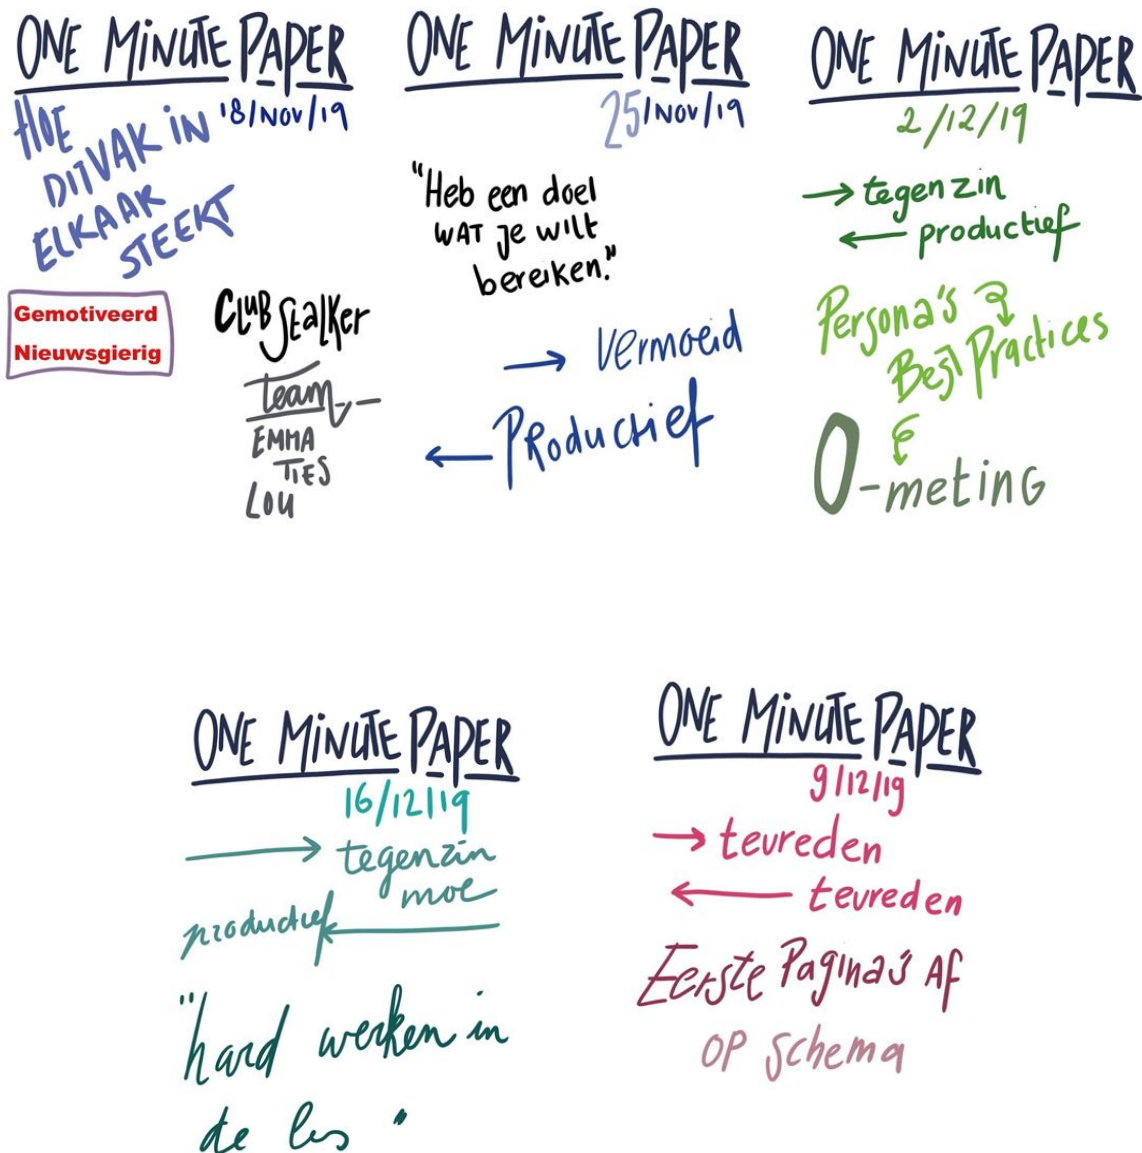 ONE MINUTE PAPER
18/NOV/19
HOE
DIT VAK IN
ELKAAR
STEEKT
Gemotiveerd
Nieuwsgierig
CLUB STALKER
Team
EMMA
TIES
LOU
ONE MINUTE PAPER
25/NOV/19
"Heb een doel
WAT je wilt
bereiken."
→ Vermoeid
← PRoductief
ONE MINUTE PAPER
2/12/19
→ tegenzin
← productief
Persona's
Best Practices
0-meting
ONE MINUTE PAPER
16/12/19
→ tegenzin
moe
productief ←
"hard werken in
de les"
ONE MINUTE PAPER
9/12/19
→ tevreden
← tevreden
Eerste Pagina's AF
OP Schema